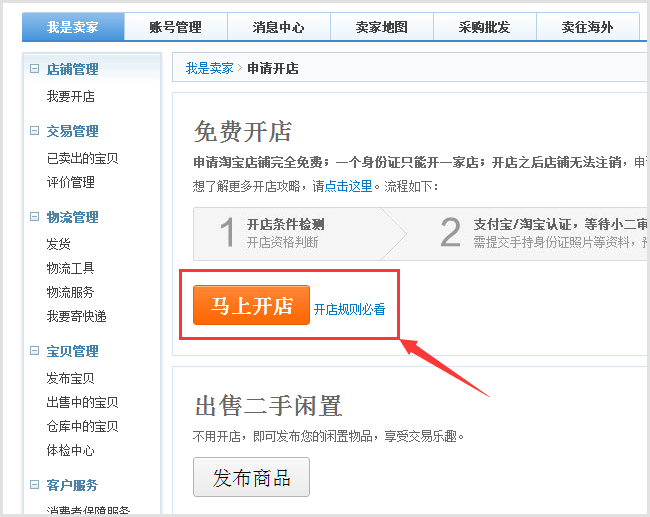 我是卖家 账号管理 消息中心 卖家地图 采购批发 卖往海外
店铺管理
我要开店
交易管理
已卖出的宝贝
评价管理
物流管理
发货
物流工具
物流服务
我要寄快递
宝贝管理
发布宝贝
出售中的宝贝
仓库中的宝贝
体检中心
客户服务
消费者保障服务
我是卖家 > 申请开店
免费开店
申请淘宝店铺完全免费；一个身份证只能开一家店；开店之后店铺无法注销，申
想了解更多开店攻略，请点击这里。流程如下：
1 开店条件检测
开店资格判断
2 支付宝/淘宝认证，等待小二审
需提交手持身份证照片等资料，
马上开店 开店规则必看
出售二手闲置
不用开店，即可发布您的闲置物品，享受交易乐趣。
发布商品